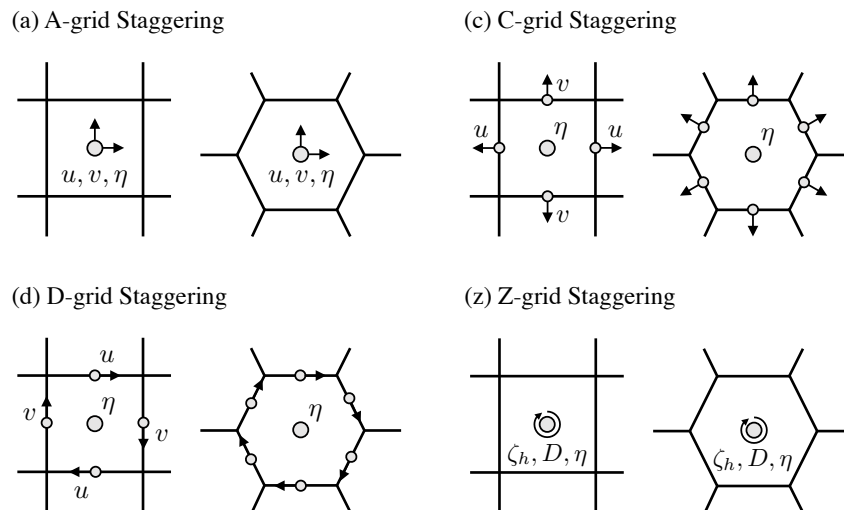 (a) A-grid Staggering
u, v, η
u, v, η
(c) C-grid Staggering
v
u
η
u
v
η
(d) D-grid Staggering
u
v
η
v
u
η
(z) Z-grid Staggering
ζₕ, D, η
ζₕ, D, η